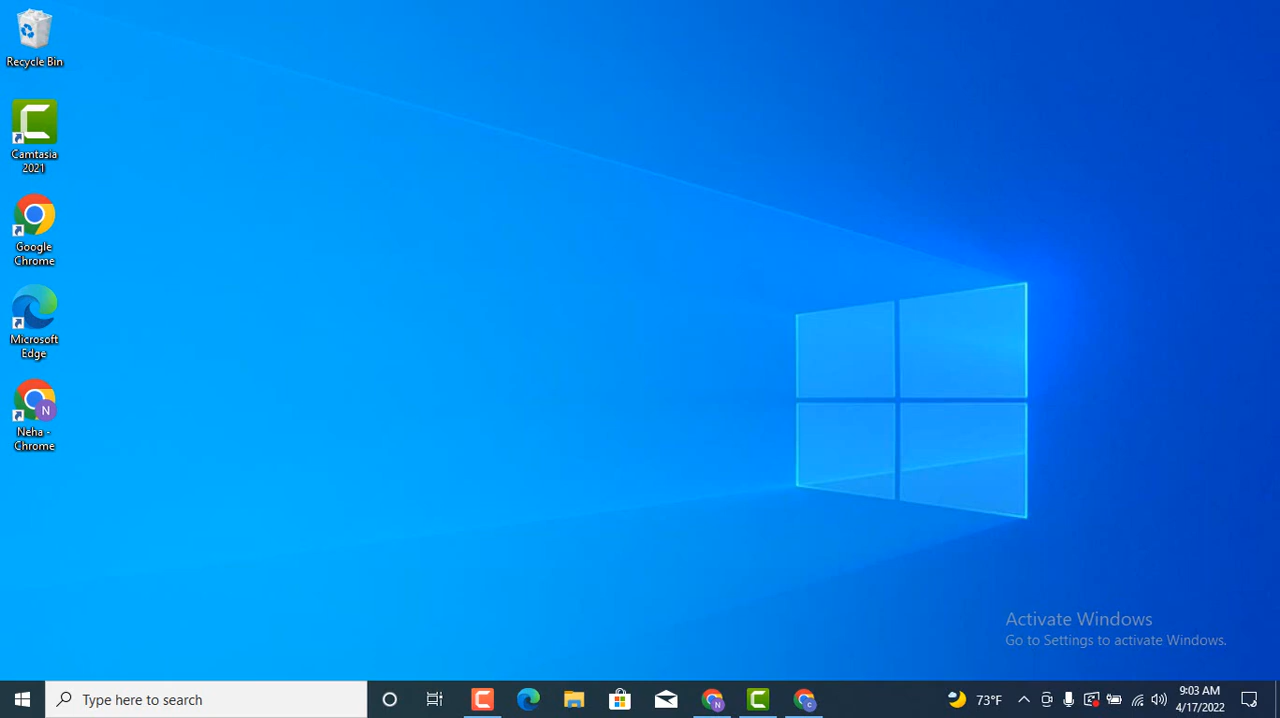 Recycle Bin
Camtasia
2021
Google
Chrome
Microsoft
Edge
N
Neha -
Chrome
Activate Windows
Go to Settings to activate Windows.
Type here to search
N
c
73°F
9:03 AM
4/17/2022